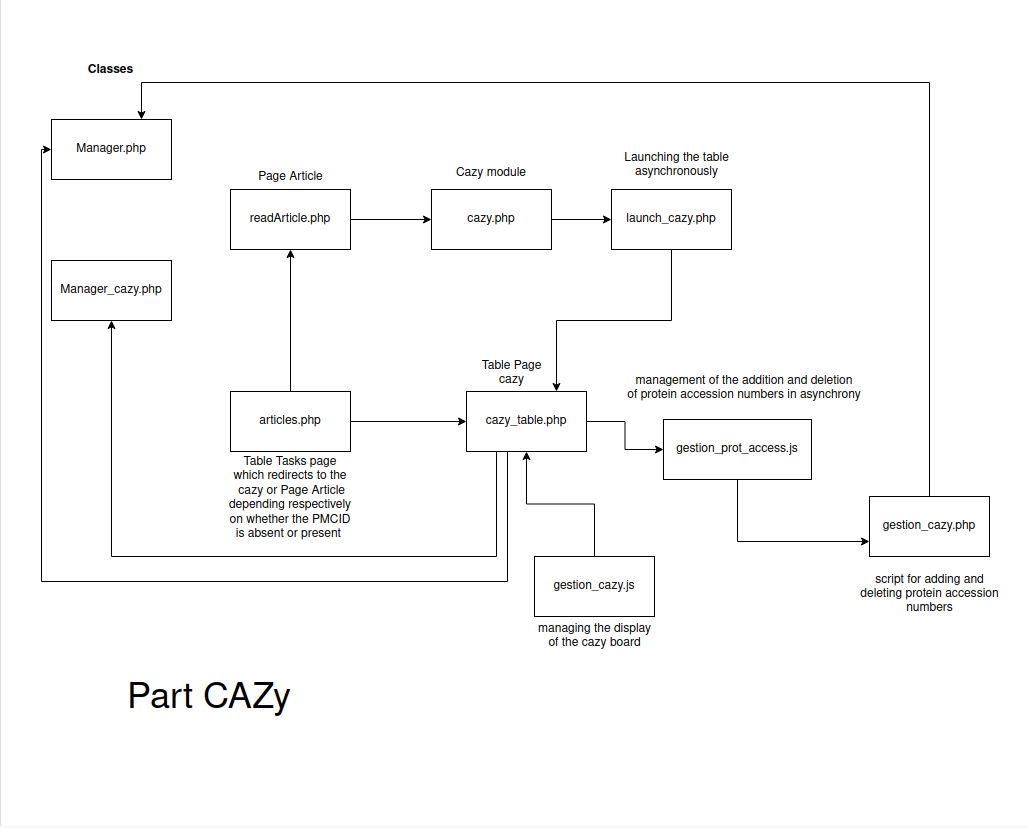 Classes
Manager.php
Launching the table
asynchronously
Page Article
Cazy module
readArticle.php
cazy.php
launch_cazy.php
Manager_cazy.php
Table Page
cazy
management of the addition and deletion
of protein accession numbers in asynchrony
articles.php
cazy_table.php
gestion_prot_access.js
Table Tasks page
which redirects to the
cazy or Page Article
depending respectively
on whether the PMCID
is absent or present
gestion_cazy.php
script for adding and
deleting protein accession
numbers
gestion_cazy.js
managing the display
of the cazy board
Part CAZy